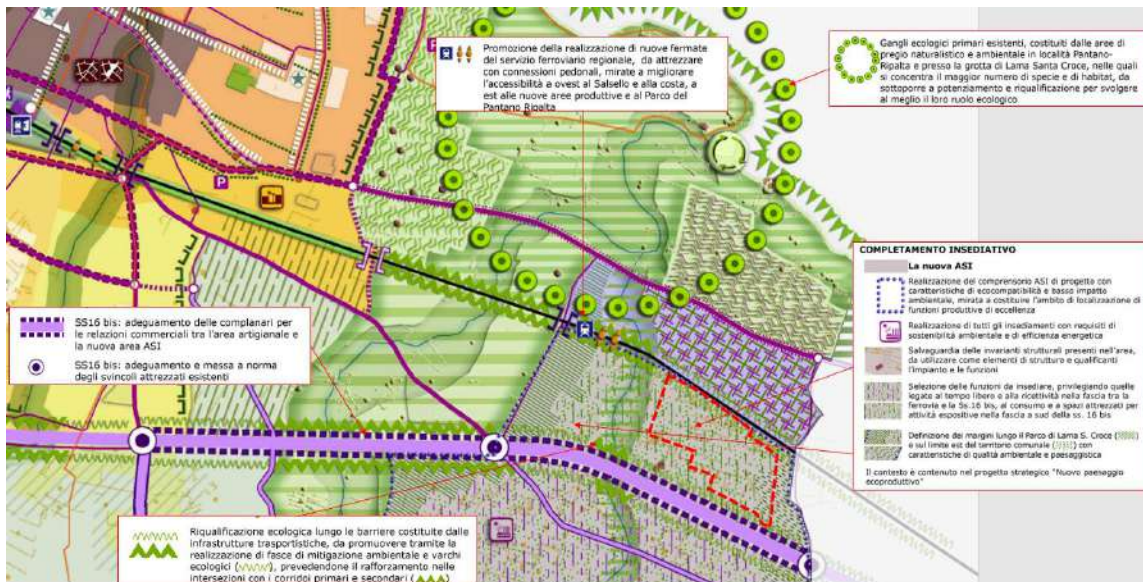 Promozione della realizzazione di nuove fermate
del servizio ferroviario regionale, da attrezzare
con connessioni pedonali, mirate a migliorare
l'accessibilità a ovest al Salsello e alla costa, a
est alle nuove aree produttive e al Parco del
Pantano Ripalta
Gangli ecologici primari esistenti, costituiti dalle aree di
pregio naturalistico e ambientale in località Pantano-
Ripalta e presso la grotta di Lama Santa Croce, nelle quali
si concentra il maggior numero di specie e di habitat, da
sottoporre a potenziamento e riqualificazione per svolgere
al meglio il loro ruolo ecologico
P
P
COMPLETAMENTO INSEDIATIVO
La nuova ASI
Realizzazione del comprensorio ASI di progetto con
caratteristiche di ecocompatibilità e basso impatto
ambientale, mirata a costituire l'ambito di localizzazione di
funzioni produttive di eccellenza
Realizzazione di tutti gli insediamenti con requisiti di
sostenibilità ambientale e di efficienza energetica
Salvaguardia delle invarianti strutturali presenti nell'area,
da utilizzare come elementi di strutturo e qualificanti
l'impianto e le funzioni
Selezione delle funzioni da insediare, privilegiando quelle
legate al tempo libero e alla ricettività nella fascia tra la
ferrovia e la Ss.16 bis, al consumo e a spazi attrezzati per
attività espositive nella fascia a sud della ss. 16 bis
Definizione dei margini lungo il Parco di Lama S. Croce ( )
e sul limite est del territorio comunale ( ) con
caratteristiche di qualità ambientale e paesaggistica
Il contesto è contenuto nel progetto strategico "Nuovo paesaggio
ecoproduttivo"
SS16 bis: adeguamento delle complanari per
le relazioni commerciali tra l'area artigianale e
la nuova area ASI
SS16 bis: adeguamento e messa a norma
degli svincoli attrezzati esistenti
Riqualificazione ecologica lungo le barriere costituite dalle
infrastrutture trasportistiche, da promuovere tramite la
realizzazione di fasce di mitigazione ambientale e varchi
ecologici ( ), prevedendone il rafforzamento nelle
intersezioni con i corridoi primari e secondari ( )